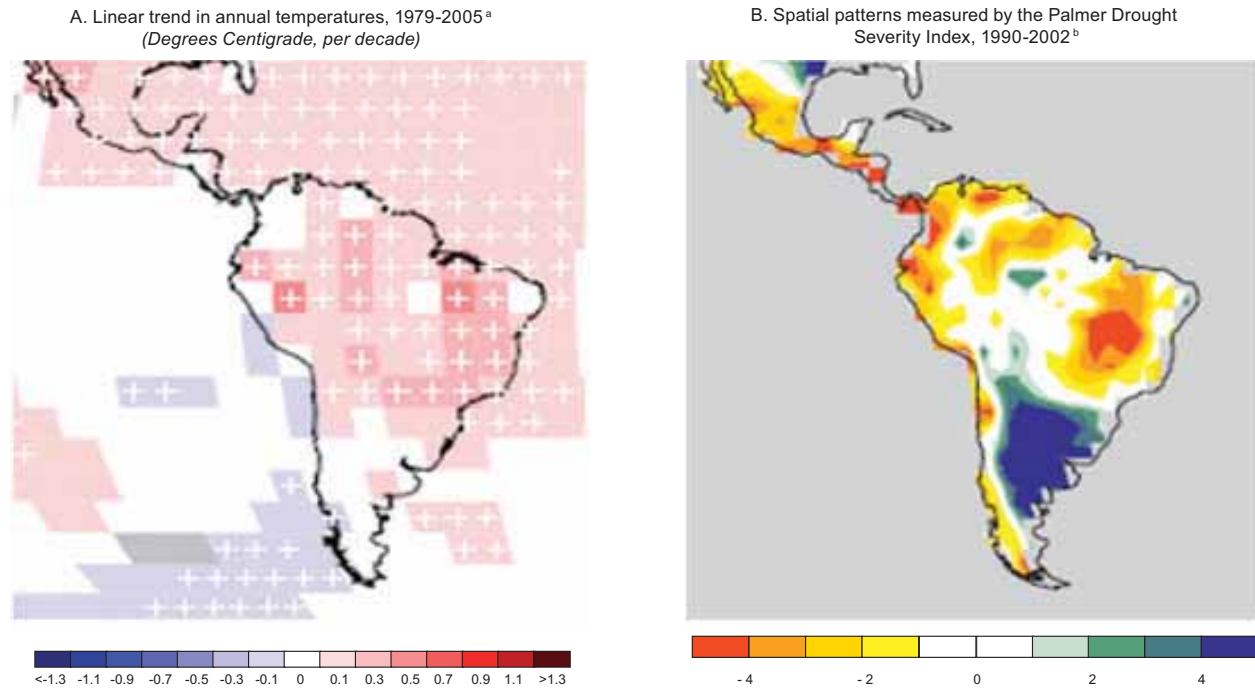 A. Linear trend in annual temperatures, 1979-2005 a
(Degrees Centigrade, per decade)
B. Spatial patterns measured by the Palmer Drought
Severity Index, 1990-2002 b
<-1.3 -1.1 -0.9 -0.7 -0.5 -0.3 -0.1 0 0.1 0.3 0.5 0.7 0.9 1.1 >1.3
- 4 - 2 0 2 4